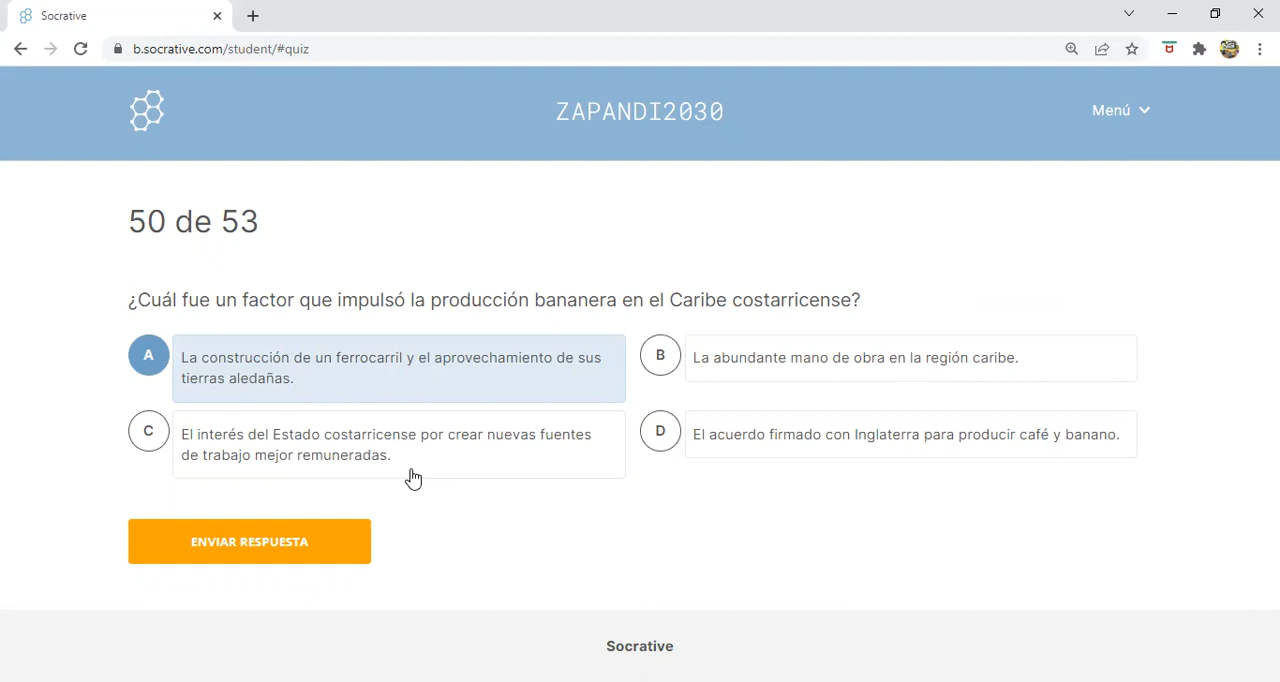 Socrative
b.socrative.com/student/#quiz
ZAPANDI2030
Menú
50 de 53
¿Cuál fue un factor que impulsó la producción bananera en el Caribe costarricense?
A
La construcción de un ferrocarril y el aprovechamiento de sus
tierras aledañas.
B
La abundante mano de obra en la región caribe.
C
El interés del Estado costarricense por crear nuevas fuentes
de trabajo mejor remuneradas.
D
El acuerdo firmado con Inglaterra para producir café y banano.
ENVIAR RESPUESTA
Socrative